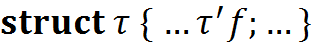 struct τ { …τ′f; … }